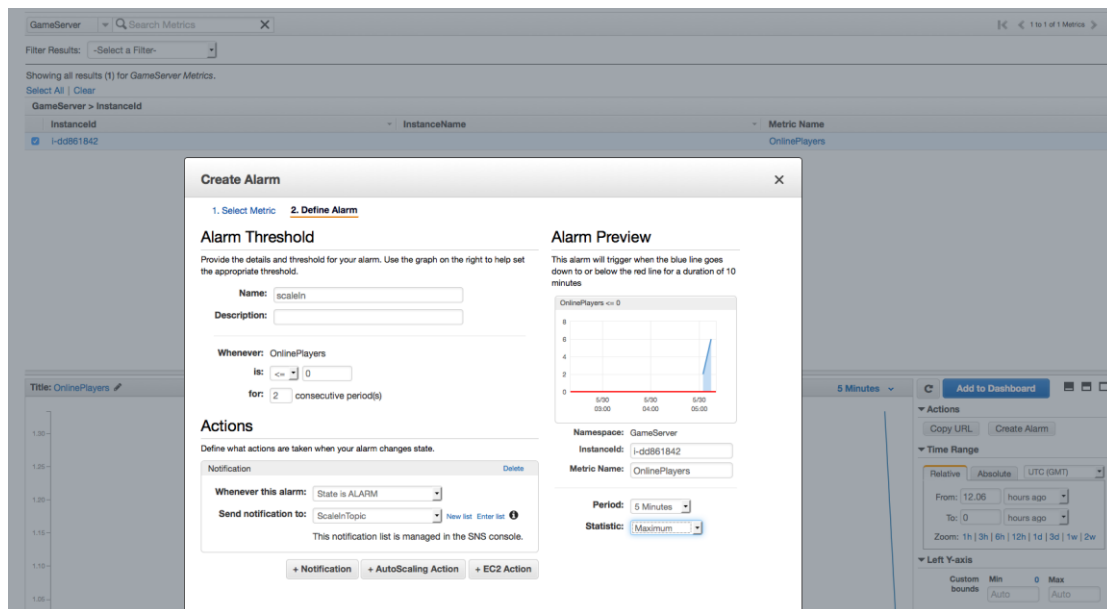 GameServer Search Metrics
1 to 1 of 1 Metrics
Filter Results: -Select a Filter-
Showing all results (1) for GameServer Metrics.
Select All | Clear
GameServer > InstanceId
InstanceId InstanceName Metric Name
i-dd861842 OnlinePlayers
Create Alarm
1. Select Metric 2. Define Alarm
Alarm Threshold
Provide the details and threshold for your alarm. Use the graph on the right to help set
the appropriate threshold.
Name: scaleIn
Description:
Whenever: OnlinePlayers
is: <= 0
for: 2 consecutive period(s)
Actions
Define what actions are taken when your alarm changes state.
Notification Delete
Whenever this alarm: State is ALARM
Send notification to: ScaleInTopic New list Enter list
This notification list is managed in the SNS console.
+ Notification + AutoScaling Action + EC2 Action
Alarm Preview
This alarm will trigger when the blue line goes
down to or below the red line for a duration of 10
minutes
OnlinePlayers <= 0
8
6
4
2
0
5/30 5/30 5/30
03:00 04:00 05:00
Namespace: GameServer
InstanceId: i-dd861842
Metric Name: OnlinePlayers
Period: 5 Minutes
Statistic: Maximum
Title: OnlinePlayers
1.30
1.25
1.20
1.15
1.10
1.05
5 Minutes
Add to Dashboard
Actions
Copy URL Create Alarm
Time Range
Relative Absolute UTC (GMT)
From: 12.06 hours ago
To: 0 hours ago
Zoom: 1h | 3h | 6h | 12h | 1d | 3d | 1w | 2w
Left Y-axis
Custom Min 0 Max
bounds Auto Auto